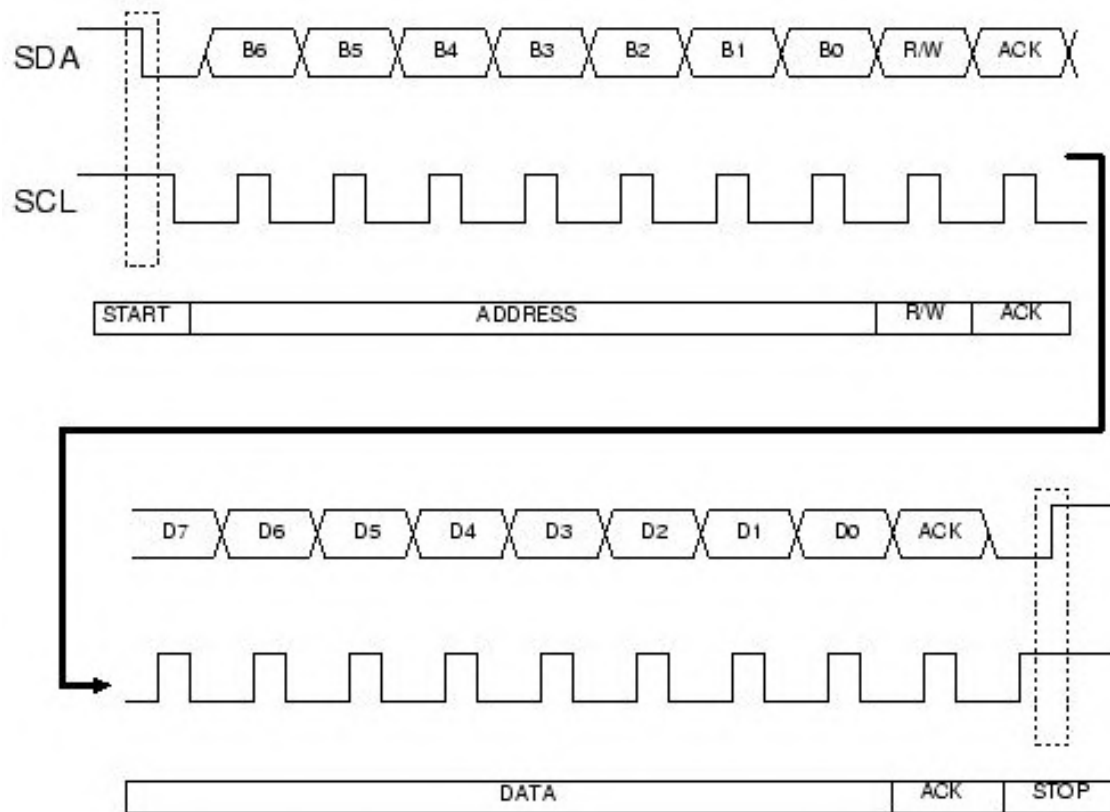 SDA B6 B5 B4 B3 B2 B1 B0 R/W ACK
SCL
START ADDRESS R/W ACK
D7 D6 D5 D4 D3 D2 D1 D0 ACK
DATA ACK STOP